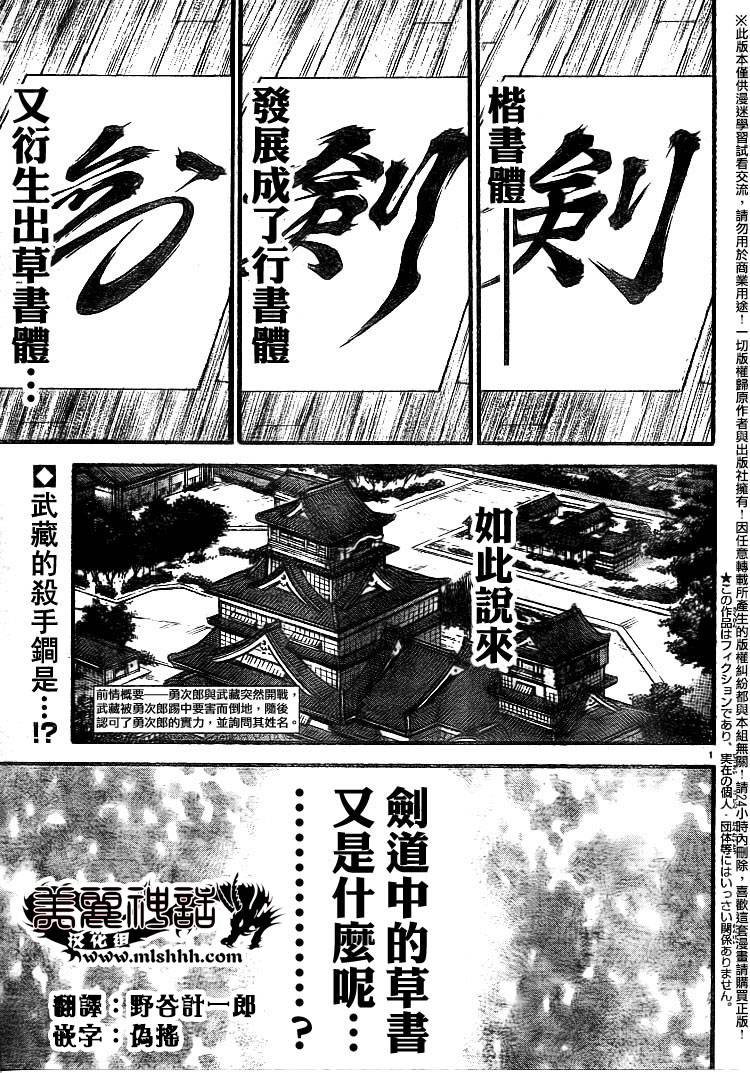 ※此版本僅供漫迷學習試看交流，請勿用於商業用途！一切版權歸原作者與出版社擁有！因任意轉載所產生的版權糾紛都與本組無關！請24小時內刪除，喜歡這套漫畫請購買正版！
★この作品はフィクションであり、実在の個人・団体等にはいっさい関係ありません。
楷書體──
剣
發展成了行書體
剣
又衍生出草書體…
如此說來
◆武藏的殺手鐧是…!?
前情概要──勇次郎與武藏突然開戰，
武藏被勇次郎踢中要害而倒地，隨後
認可了勇次郎的實力，並詢問其姓名。
1
劍道中的草書
又是什麼呢…
…………？
美麗神話
汉化组
www.mlshhh.com
翻譯：野谷計一郎
嵌字：偽搖